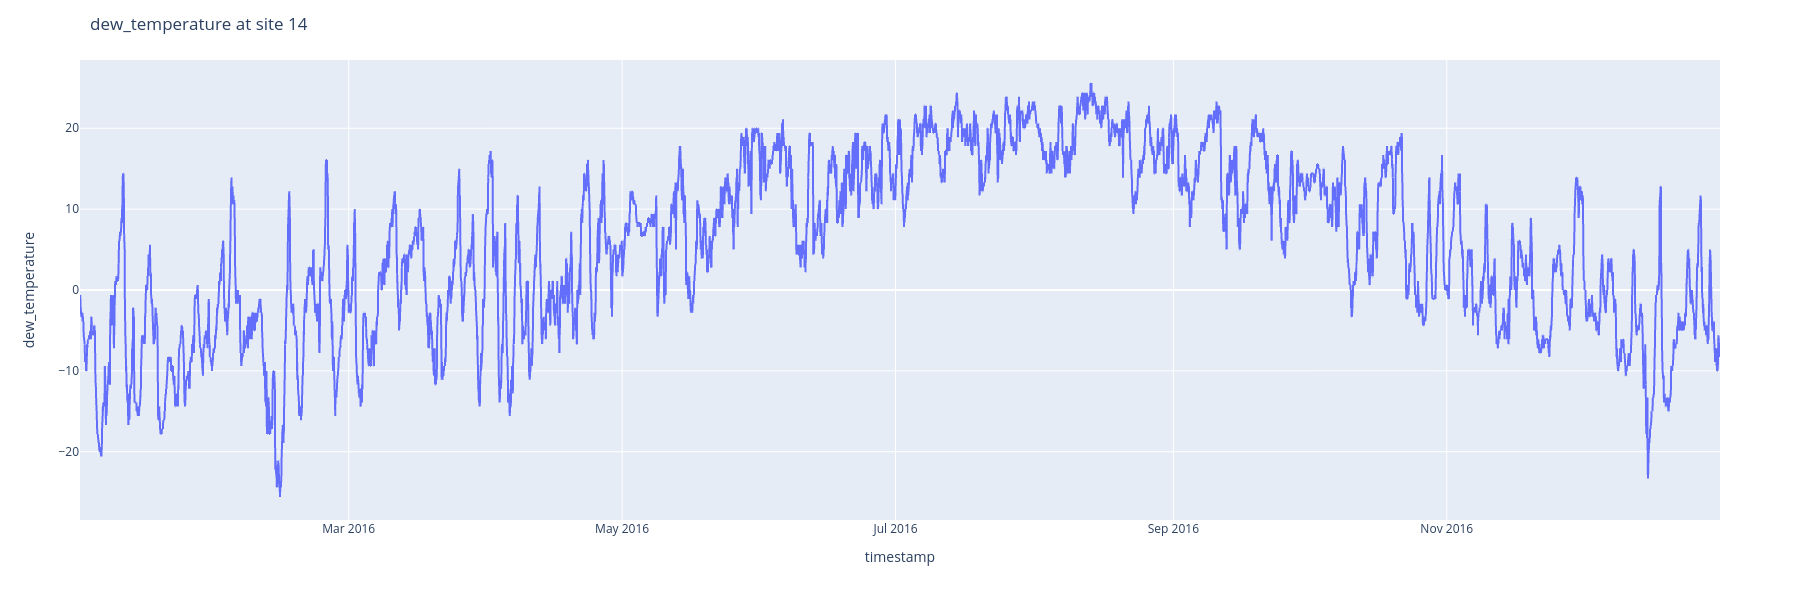 dew_temperature at site 14
dew_temperature
20
10
0
−10
−20
Mar 2016
May 2016
Jul 2016
Sep 2016
Nov 2016
timestamp